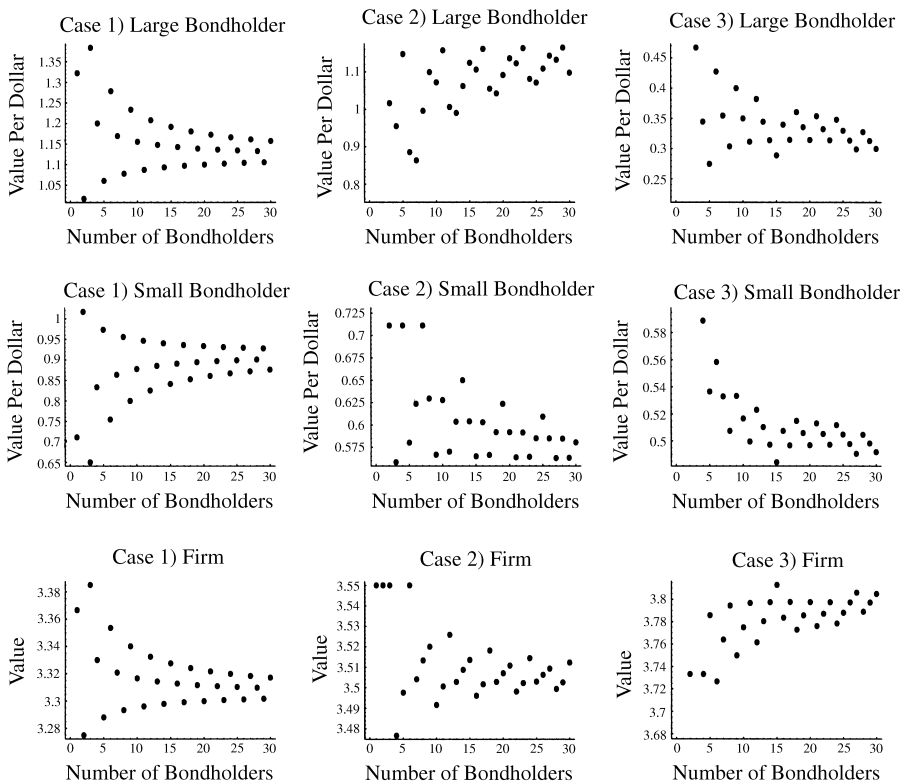 Case 1) Large Bondholder
Value Per Dollar
1.35
1.3
1.25
1.2
1.15
1.1
1.05
0 5 10 15 20 25 30
Number of Bondholders
Case 2) Large Bondholder
Value Per Dollar
1.1
1
0.9
0.8
0 5 10 15 20 25 30
Number of Bondholders
Case 3) Large Bondholder
Value Per Dollar
0.45
0.4
0.35
0.3
0.25
0 5 10 15 20 25 30
Number of Bondholders
Case 1) Small Bondholder
Value Per Dollar
1
0.95
0.9
0.85
0.8
0.75
0.7
0.65
0 5 10 15 20 25 30
Number of Bondholders
Case 2) Small Bondholder
Value Per Dollar
0.725
0.7
0.675
0.65
0.625
0.6
0.575
0 5 10 15 20 25 30
Number of Bondholders
Case 3) Small Bondholder
Value Per Dollar
0.58
0.56
0.54
0.52
0.5
0 5 10 15 20 25 30
Number of Bondholders
Case 1) Firm
Value
3.38
3.36
3.34
3.32
3.3
3.28
0 5 10 15 20 25 30
Number of Bondholders
Case 2) Firm
Value
3.55
3.54
3.53
3.52
3.51
3.5
3.49
3.48
0 5 10 15 20 25 30
Number of Bondholders
Case 3) Firm
Value
3.8
3.78
3.76
3.74
3.72
3.7
3.68
0 5 10 15 20 25 30
Number of Bondholders